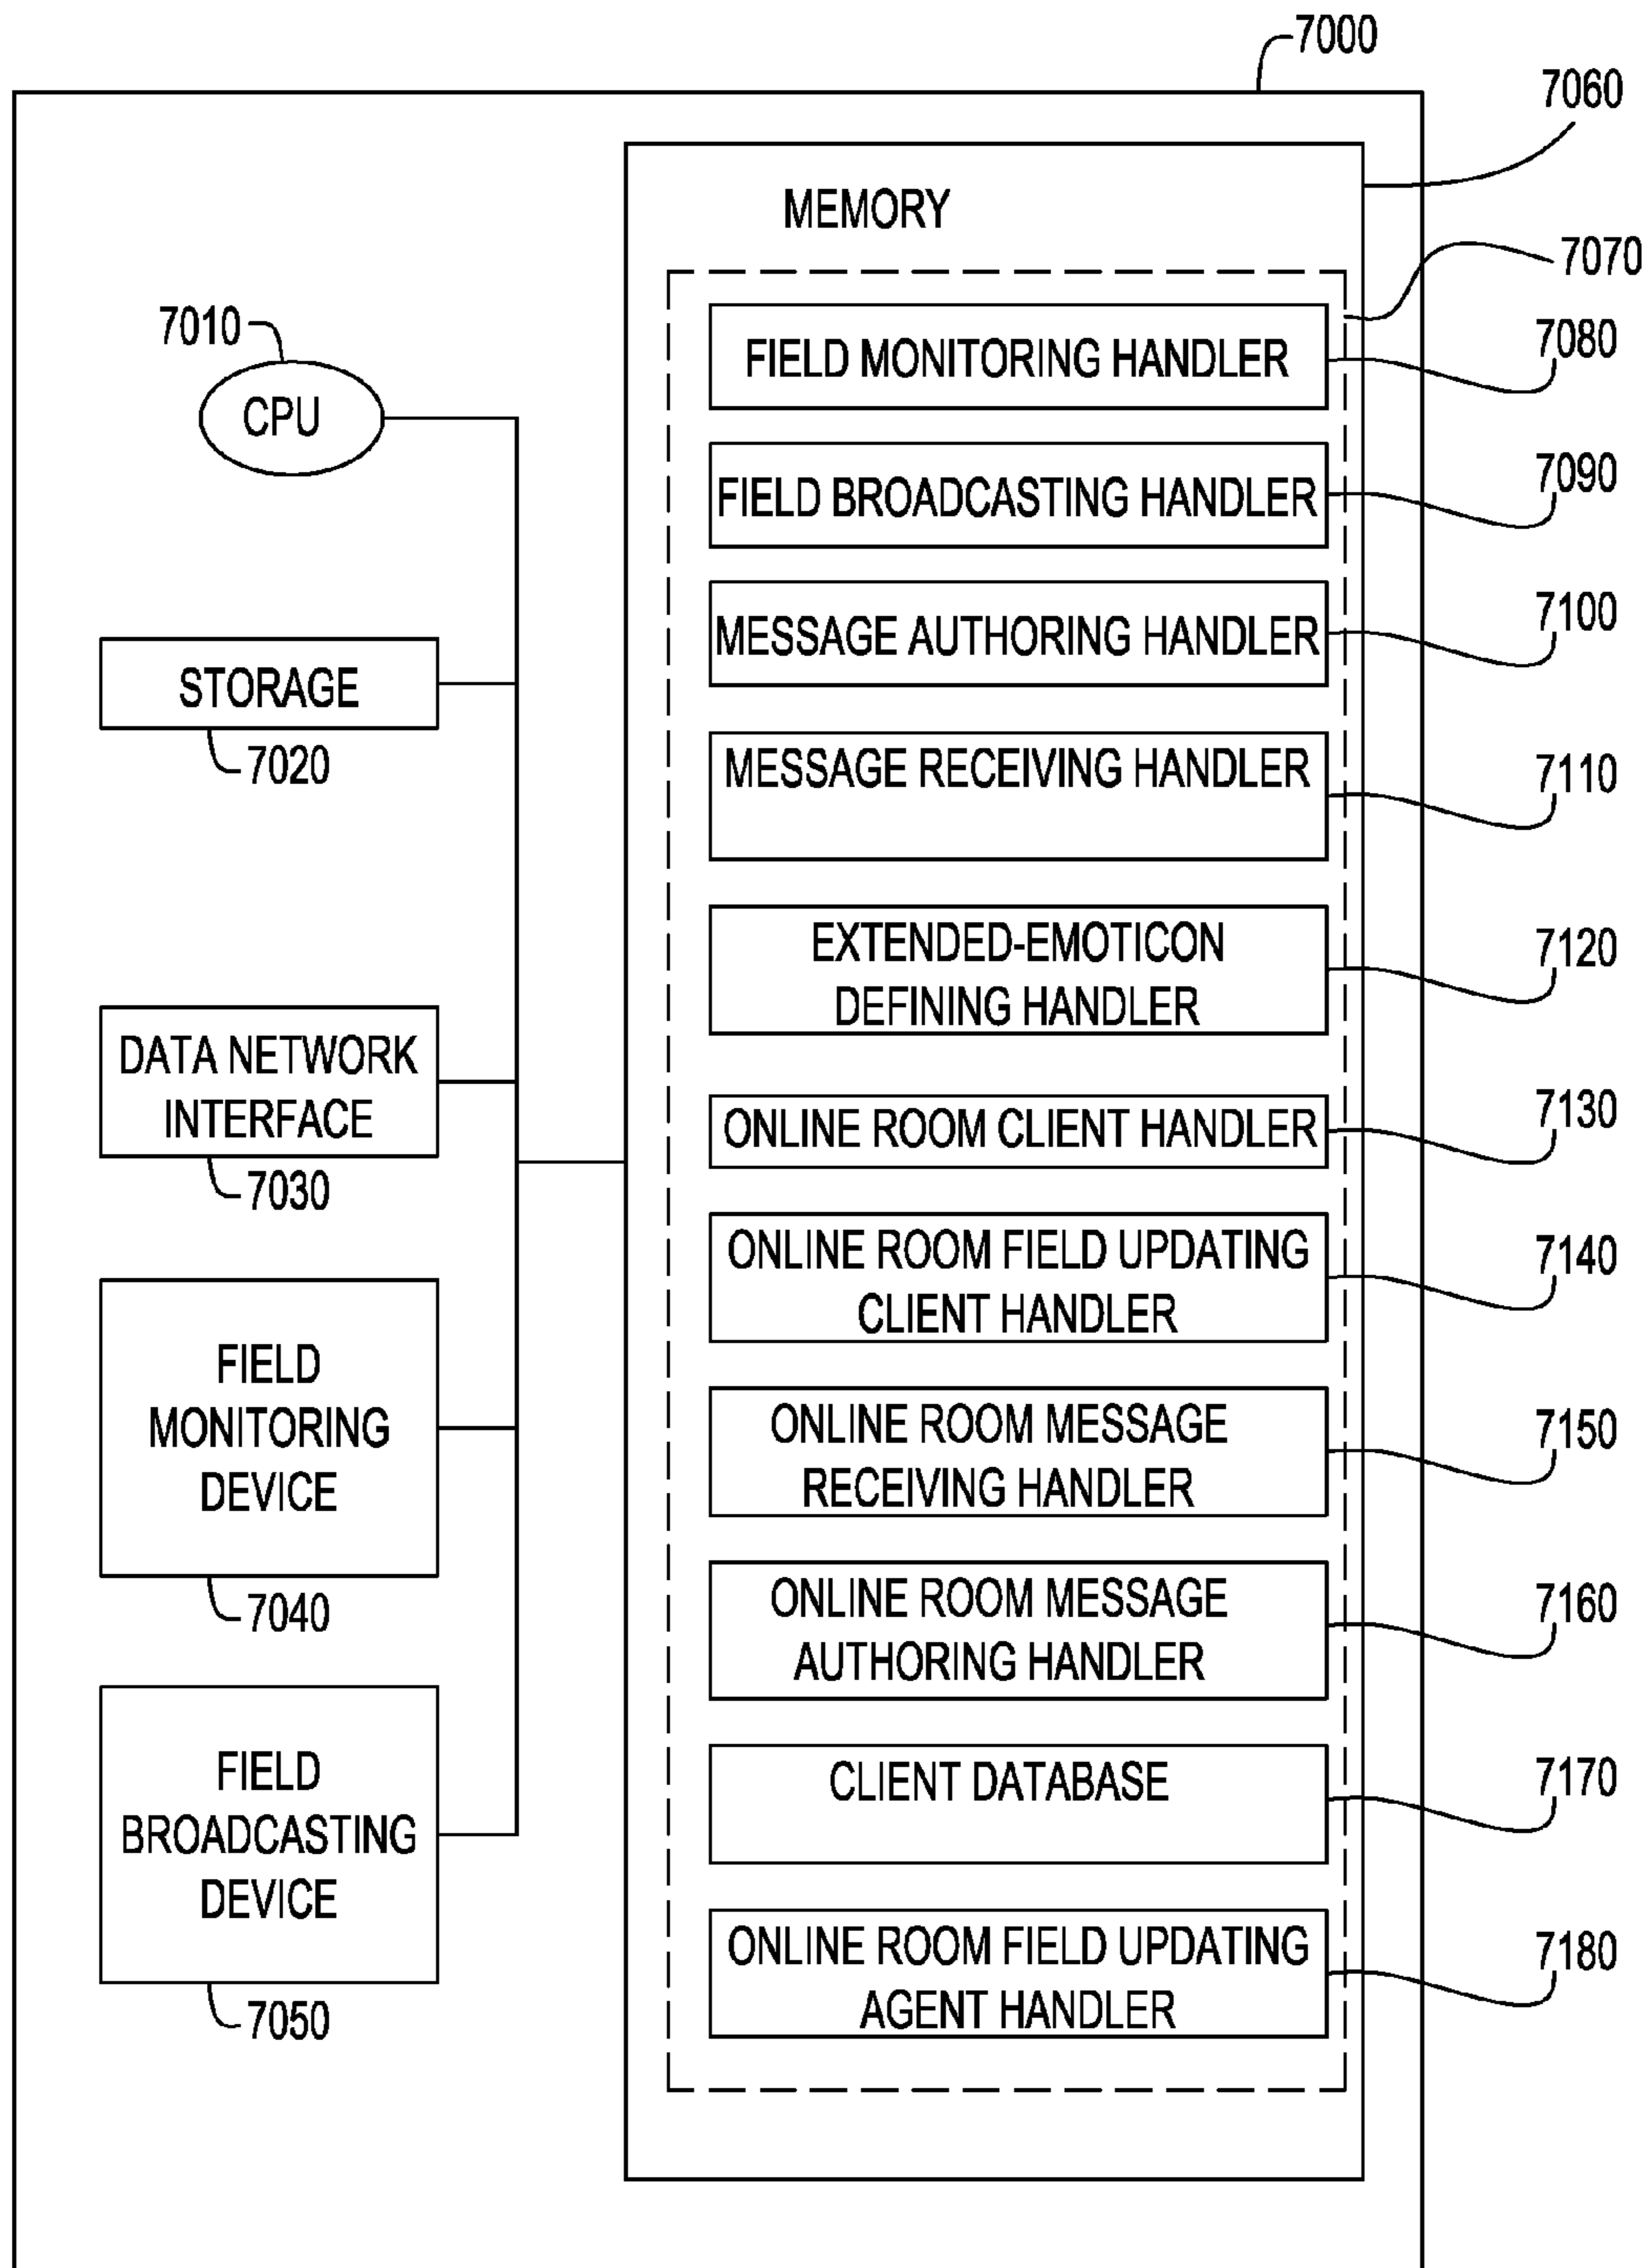 7000
7060
MEMORY
7070
7010
CPU
FIELD MONITORING HANDLER
7080
FIELD BROADCASTING HANDLER
7090
MESSAGE AUTHORING HANDLER
7100
STORAGE
7020
MESSAGE RECEIVING HANDLER
7110
EXTENDED-EMOTICON
DEFINING HANDLER
7120
DATA NETWORK
INTERFACE
7030
ONLINE ROOM CLIENT HANDLER
7130
ONLINE ROOM FIELD UPDATING
CLIENT HANDLER
7140
FIELD
MONITORING
DEVICE
7040
ONLINE ROOM MESSAGE
RECEIVING HANDLER
7150
ONLINE ROOM MESSAGE
AUTHORING HANDLER
7160
FIELD
BROADCASTING
DEVICE
7050
CLIENT DATABASE
7170
ONLINE ROOM FIELD UPDATING
AGENT HANDLER
7180